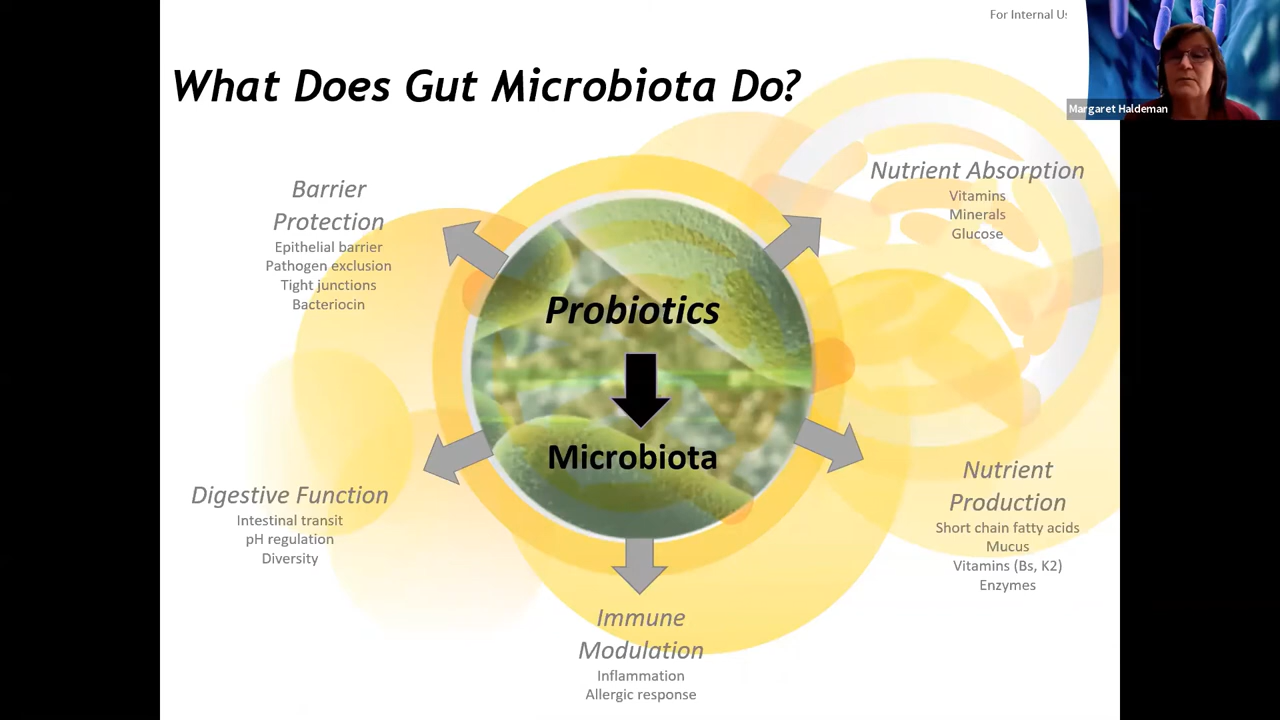 For Internal Us
Margaret Haldeman
What Does Gut Microbiota Do?
Barrier
Protection
Epithelial barrier
Pathogen exclusion
Tight junctions
Bacteriocin
Nutrient Absorption
Vitamins
Minerals
Glucose
Probiotics
Microbiota
Digestive Function
Intestinal transit
pH regulation
Diversity
Nutrient
Production
Short chain fatty acids
Mucus
Vitamins (Bs, K2)
Enzymes
Immune
Modulation
Inflammation
Allergic response